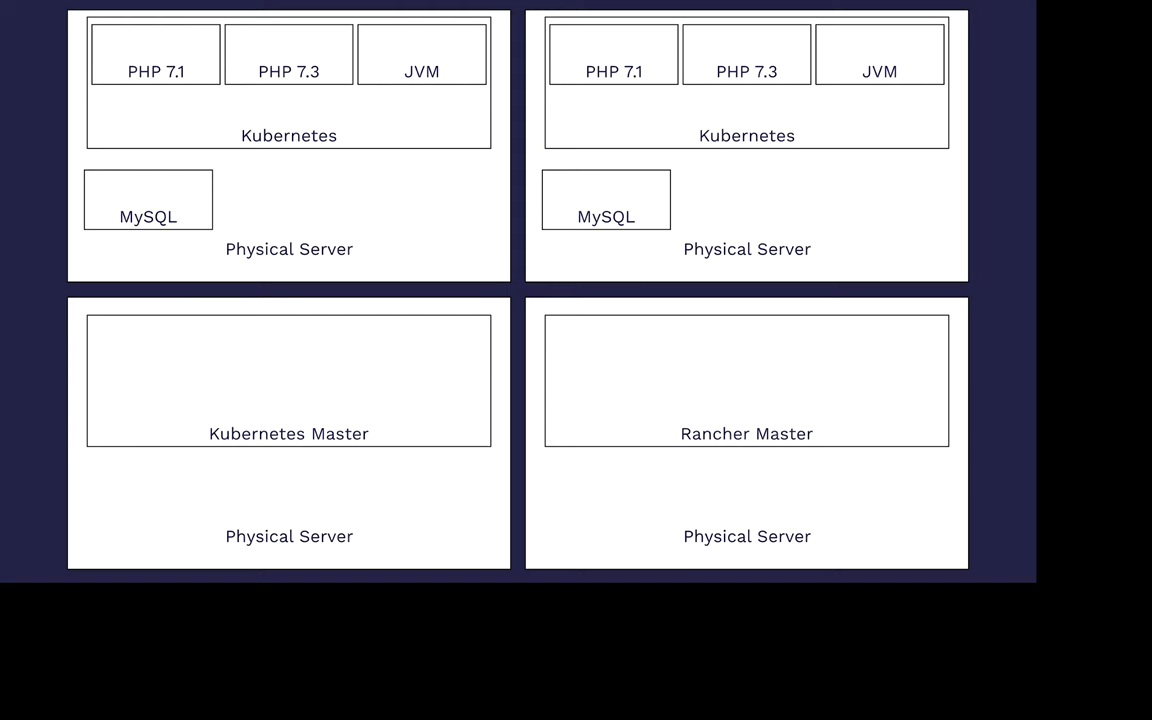 PHP 7.1 PHP 7.3 JVM
Kubernetes
MySQL
Physical Server
PHP 7.1 PHP 7.3 JVM
Kubernetes
MySQL
Physical Server
Kubernetes Master
Physical Server
Rancher Master
Physical Server